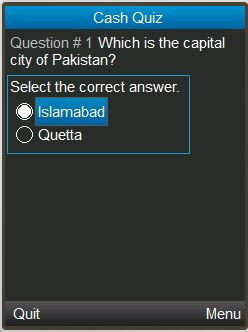 Cash Quiz
Question # 1 Which is the capital
city of Pakistan?
Select the correct answer.
Islamabad
Quetta
Quit Menu